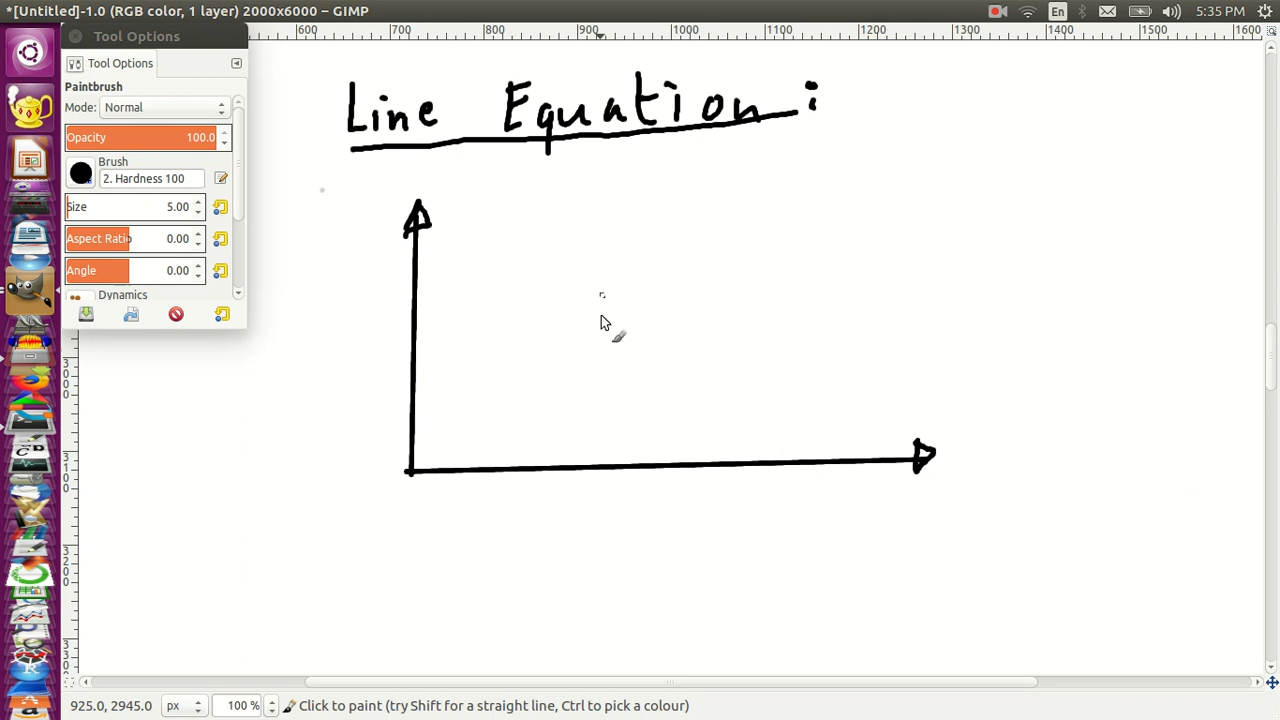 *[Untitled]-1.0 (RGB color, 1 layer) 2000x6000 – GIMP
En
5:35 PM
Tool Options
600 700 800 900 1000 1100 1200 1300 1400 1500 1600
Tool Options
Paintbrush
Mode: Normal
Opacity 100.0
Brush
2. Hardness 100
Size 5.00
Aspect Ratio 0.00
Angle 0.00
Dynamics
Line Equation :
925.0, 2945.0 px 100 % Click to paint (try Shift for a straight line, Ctrl to pick a colour)